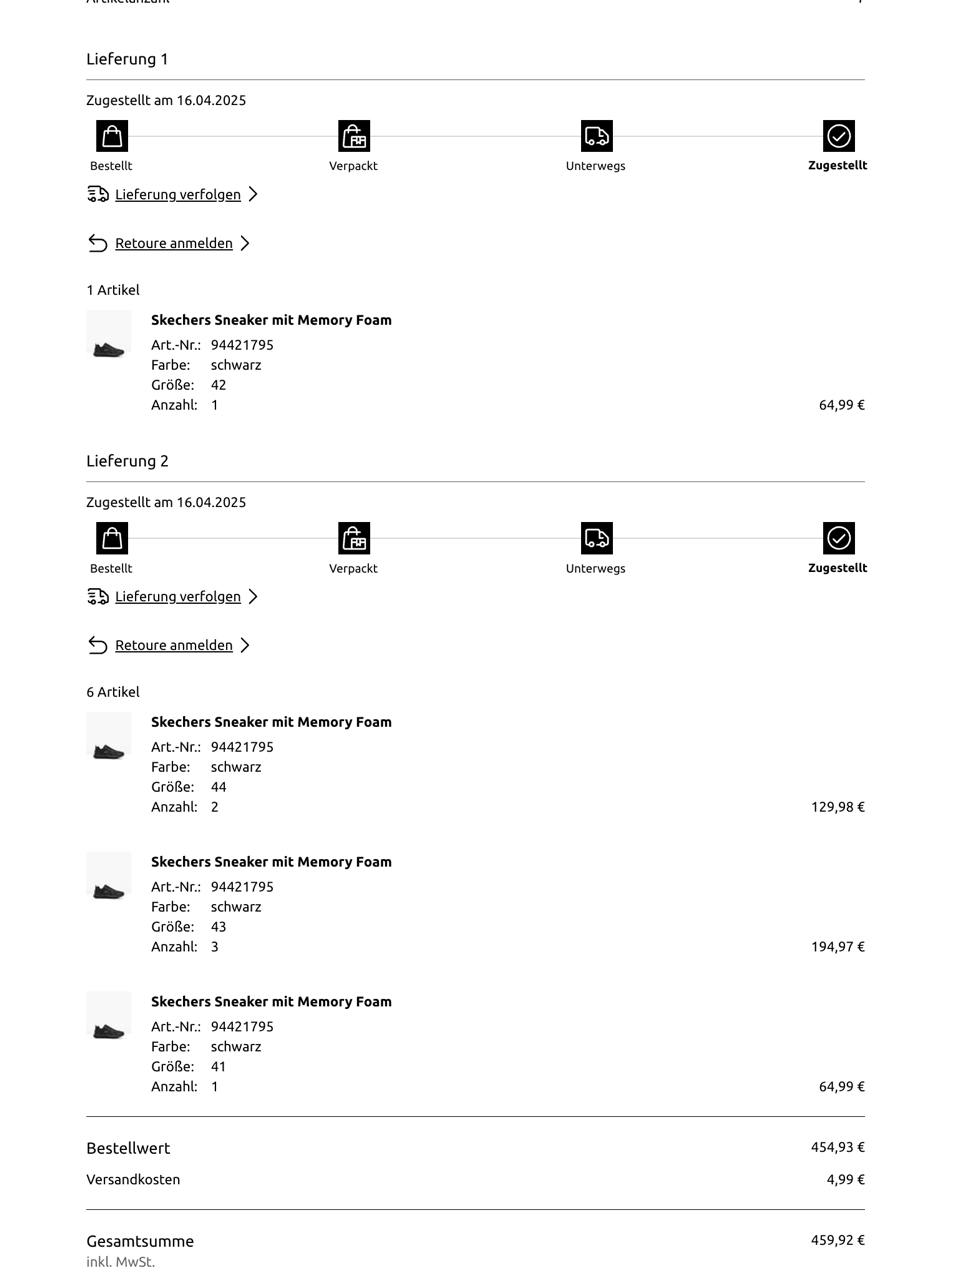 Artikelanzahl 7
Lieferung 1
Zugestellt am 16.04.2025
Bestellt Verpackt Unterwegs Zugestellt
Lieferung verfolgen
Retoure anmelden
1 Artikel
Skechers Sneaker mit Memory Foam
Art.-Nr.: 94421795
Farbe: schwarz
Größe: 42
Anzahl: 1 64,99 €
Lieferung 2
Zugestellt am 16.04.2025
Bestellt Verpackt Unterwegs Zugestellt
Lieferung verfolgen
Retoure anmelden
6 Artikel
Skechers Sneaker mit Memory Foam
Art.-Nr.: 94421795
Farbe: schwarz
Größe: 44
Anzahl: 2 129,98 €
Skechers Sneaker mit Memory Foam
Art.-Nr.: 94421795
Farbe: schwarz
Größe: 43
Anzahl: 3 194,97 €
Skechers Sneaker mit Memory Foam
Art.-Nr.: 94421795
Farbe: schwarz
Größe: 41
Anzahl: 1 64,99 €
Bestellwert 454,93 €
Versandkosten 4,99 €
Gesamtsumme 459,92 €
inkl. MwSt.